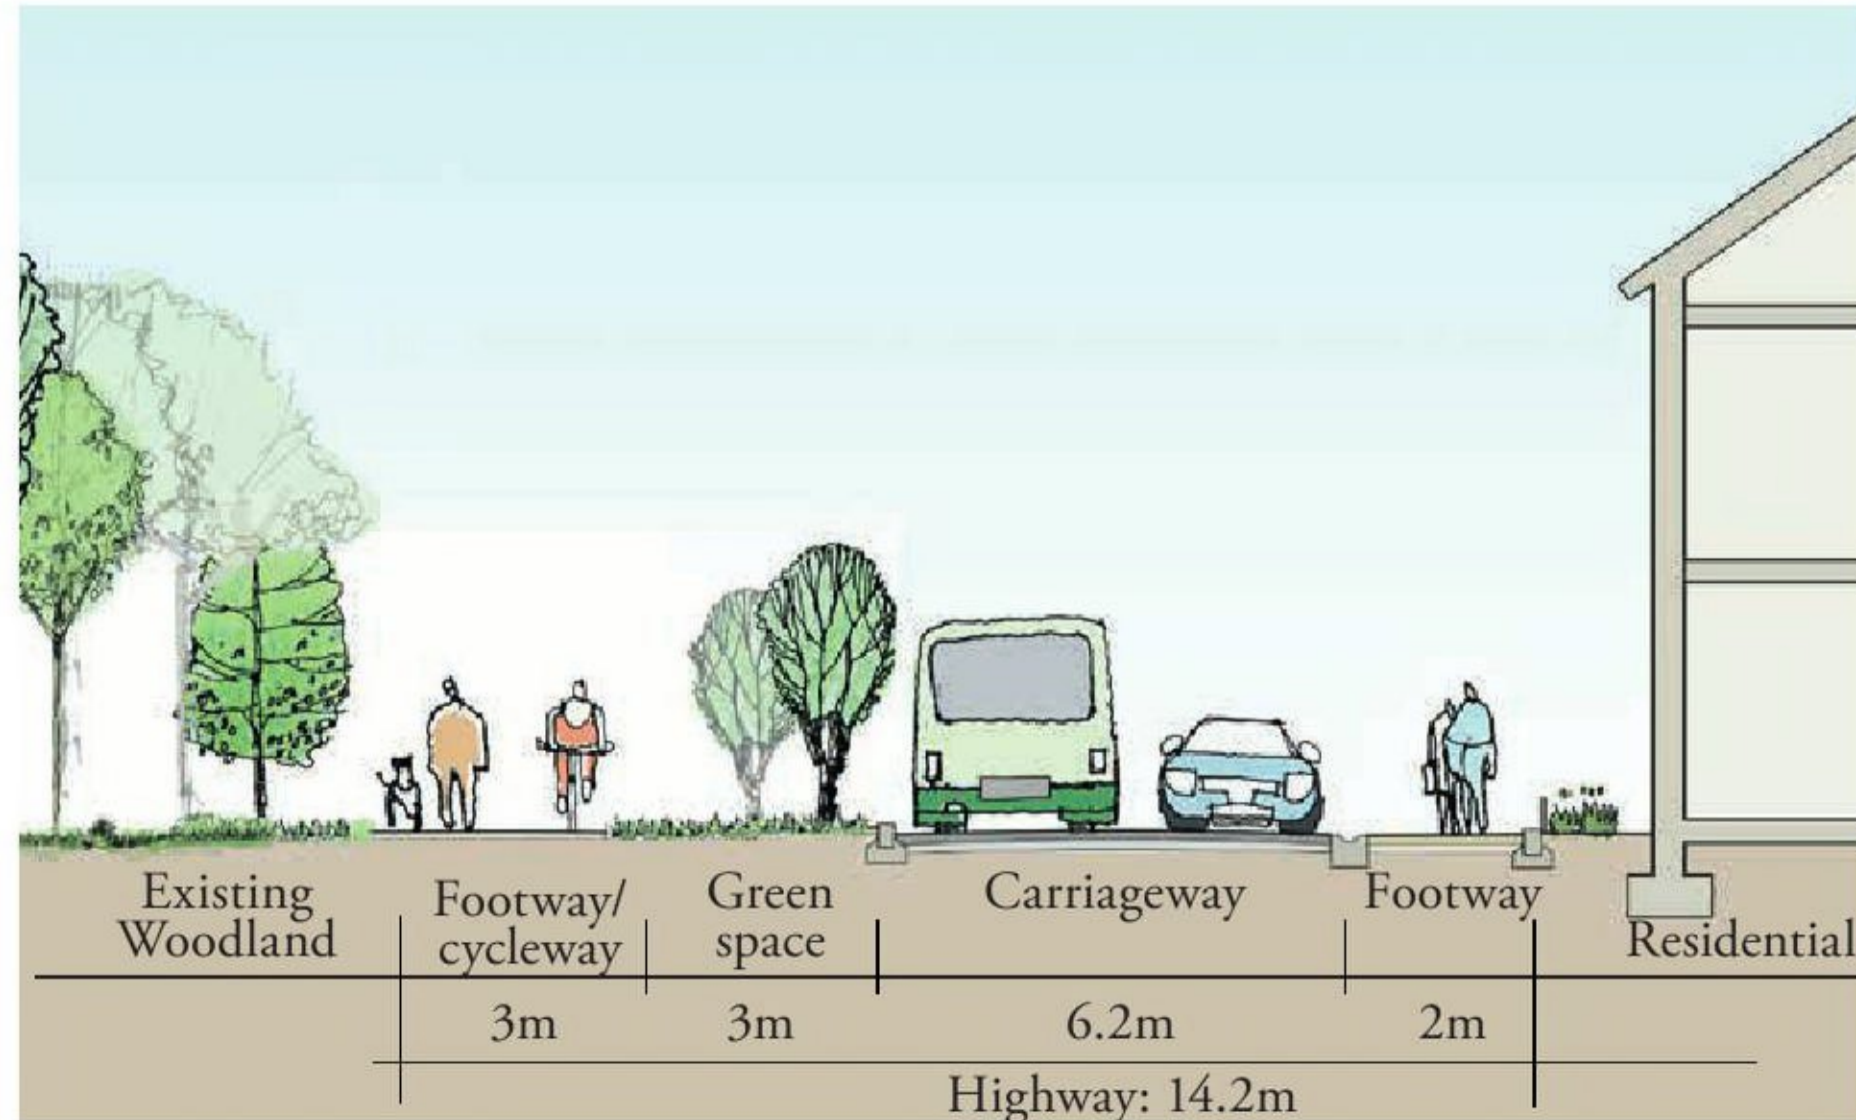 Existing
Woodland
Footway/
cycleway
Green
space
Carriageway
Footway
Residential
3m
3m
6.2m
2m
Highway: 14.2m